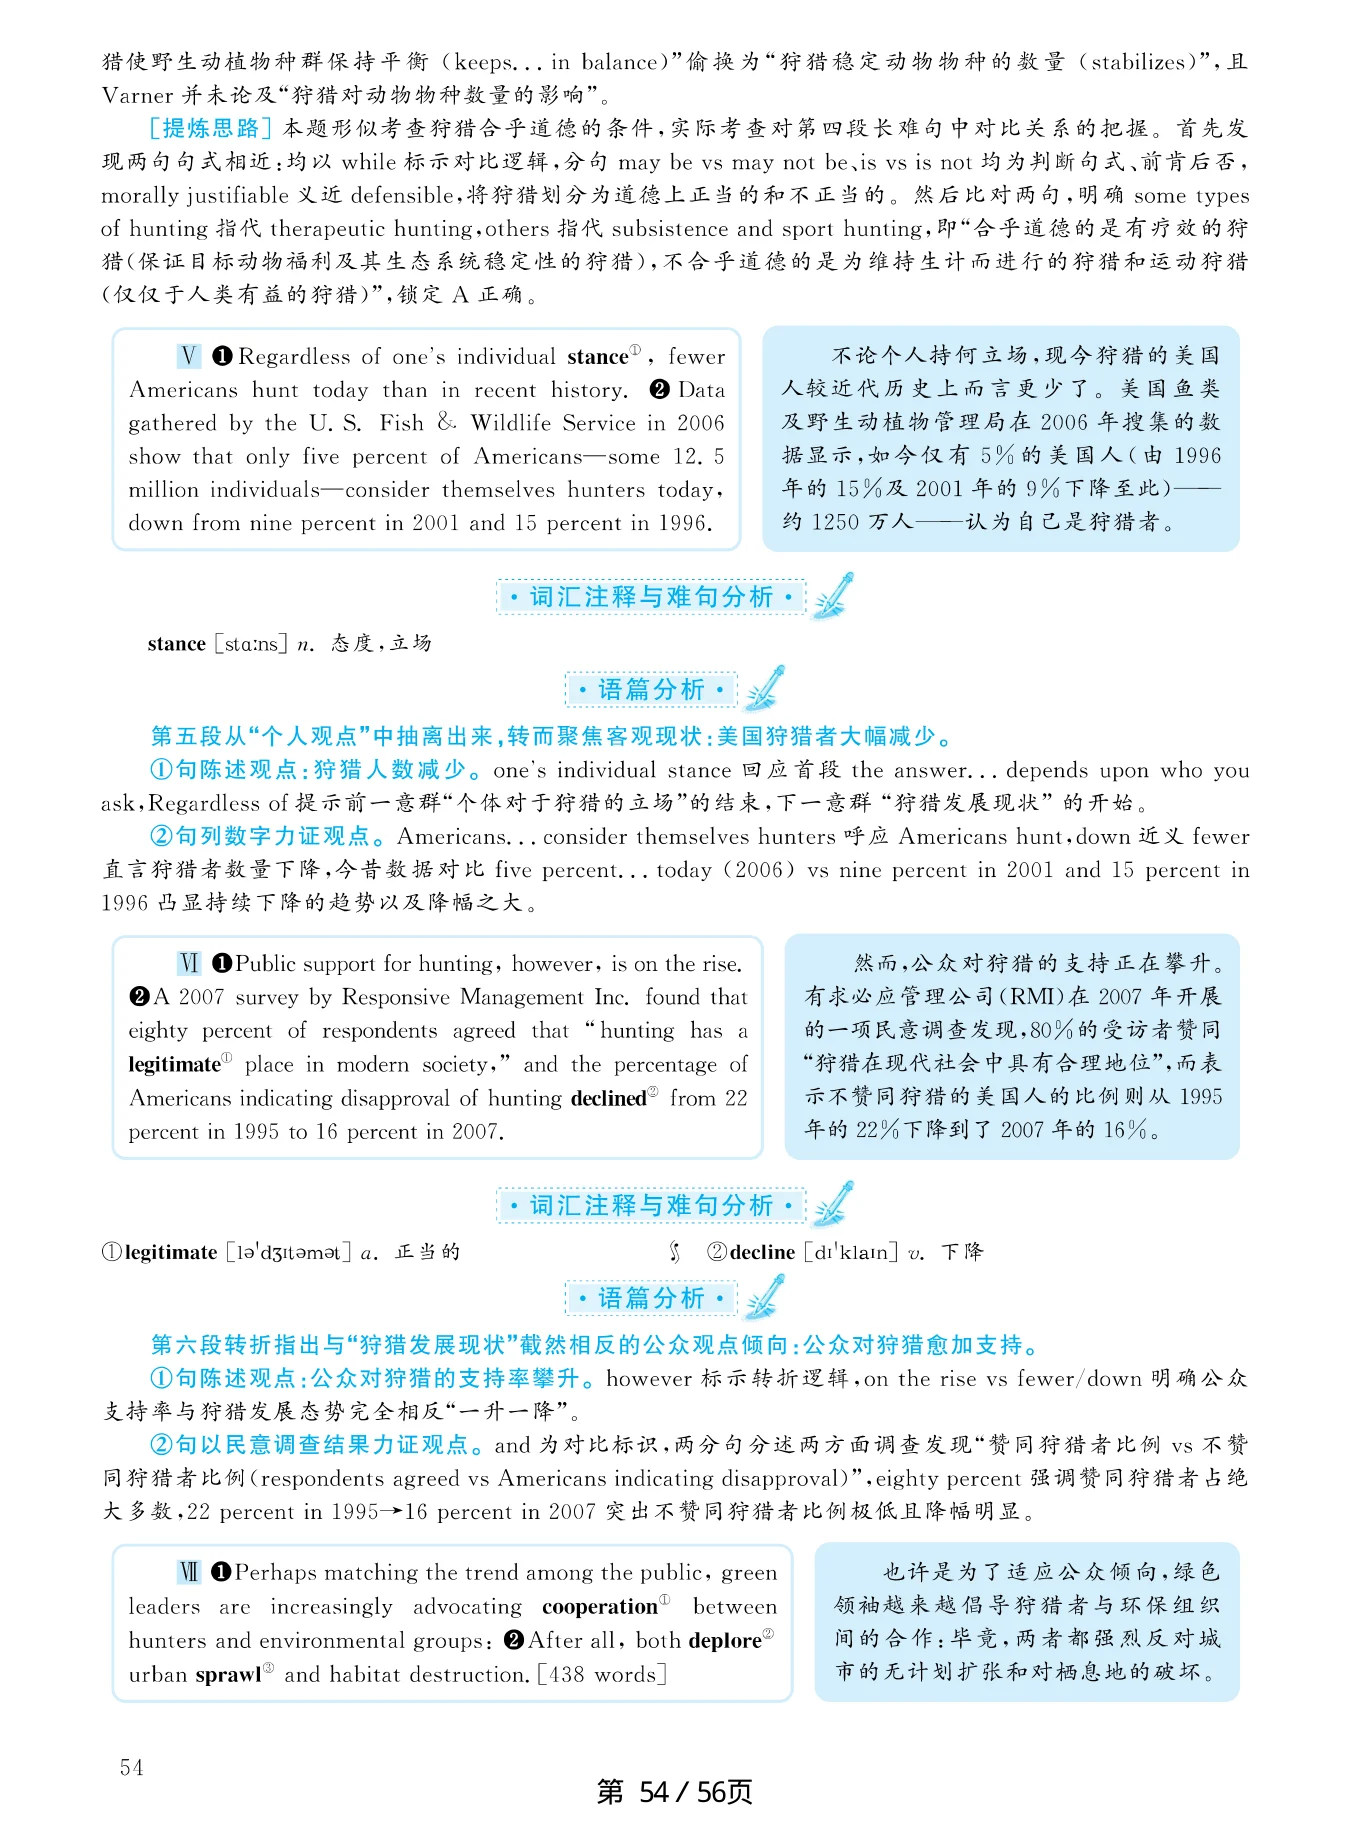 猎使野生动植物种群保持平衡（keeps... in balance)”偷换为“狩猎稳定动物物种的数量（stabilizes)”,且
Varner 并未论及“狩猎对动物物种数量的影响”。
[提炼思路] 本题形似考查狩猎合乎道德的条件,实际考查对第四段长难句中对比关系的把握。首先发
现两句句式相近:均以 while 标示对比逻辑,分句 may be vs may not be、is vs is not 均为判断句式、前肯后否,
morally justifiable 义近 defensible,将狩猎划分为道德上正当的和不正当的。然后比对两句,明确 some types
of hunting 指代 therapeutic hunting,others 指代 subsistence and sport hunting,即“合乎道德的是有疗效的狩
猎(保证目标动物福利及其生态系统稳定性的狩猎),不合乎道德的是为维持生计而进行的狩猎和运动狩猎
(仅仅于人类有益的狩猎)”,锁定 A 正确。
Ⅴ ❶Regardless of one's individual stance①, fewer
Americans hunt today than in recent history. ❷Data
gathered by the U. S. Fish & Wildlife Service in 2006
show that only five percent of Americans—some 12. 5
million individuals—consider themselves hunters today,
down from nine percent in 2001 and 15 percent in 1996.
不论个人持何立场,现今狩猎的美国
人较近代历史上而言更少了。美国鱼类
及野生动植物管理局在 2006 年搜集的数
据显示,如今仅有 5%的美国人(由 1996
年的 15%及 2001 年的 9%下降至此)——
约 1250 万人——认为自己是狩猎者。
·词汇注释与难句分析·
stance [stɑːns] n. 态度,立场
·语篇分析·
第五段从“个人观点”中抽离出来,转而聚焦客观现状:美国狩猎者大幅减少。
①句陈述观点:狩猎人数减少。one's individual stance 回应首段 the answer... depends upon who you
ask,Regardless of 提示前一意群“个体对于狩猎的立场”的结束,下一意群 “狩猎发展现状” 的开始。
②句列数字力证观点。Americans... consider themselves hunters 呼应 Americans hunt,down 近义 fewer
直言狩猎者数量下降,今昔数据对比 five percent... today (2006) vs nine percent in 2001 and 15 percent in
1996 凸显持续下降的趋势以及降幅之大。
Ⅵ ❶Public support for hunting, however, is on the rise.
❷A 2007 survey by Responsive Management Inc. found that
eighty percent of respondents agreed that “hunting has a
legitimate① place in modern society,” and the percentage of
Americans indicating disapproval of hunting declined② from 22
percent in 1995 to 16 percent in 2007.
然而,公众对狩猎的支持正在攀升。
有求必应管理公司(RMI)在 2007 年开展
的一项民意调查发现,80%的受访者赞同
“狩猎在现代社会中具有合理地位”,而表
示不赞同狩猎的美国人的比例则从 1995
年的 22%下降到了 2007 年的 16%。
·词汇注释与难句分析·
①legitimate [ləˈdʒɪtəmət] a. 正当的 ②decline [dɪˈklaɪn] v. 下降
·语篇分析·
第六段转折指出与“狩猎发展现状”截然相反的公众观点倾向:公众对狩猎愈加支持。
①句陈述观点:公众对狩猎的支持率攀升。however 标示转折逻辑,on the rise vs fewer/down 明确公众
支持率与狩猎发展态势完全相反“一升一降”。
②句以民意调查结果力证观点。and 为对比标识,两分句分述两方面调查发现“赞同狩猎者比例 vs 不赞
同狩猎者比例(respondents agreed vs Americans indicating disapproval)”,eighty percent 强调赞同狩猎者占绝
大多数,22 percent in 1995→16 percent in 2007 突出不赞同狩猎者比例极低且降幅明显。
Ⅶ ❶Perhaps matching the trend among the public, green
leaders are increasingly advocating cooperation① between
hunters and environmental groups: ❷After all, both deplore②
urban sprawl③ and habitat destruction. [438 words]
也许是为了适应公众倾向,绿色
领袖越来越倡导狩猎者与环保组织
间的合作:毕竟,两者都强烈反对城
市的无计划扩张和对栖息地的破坏。
54
第 54 / 56页